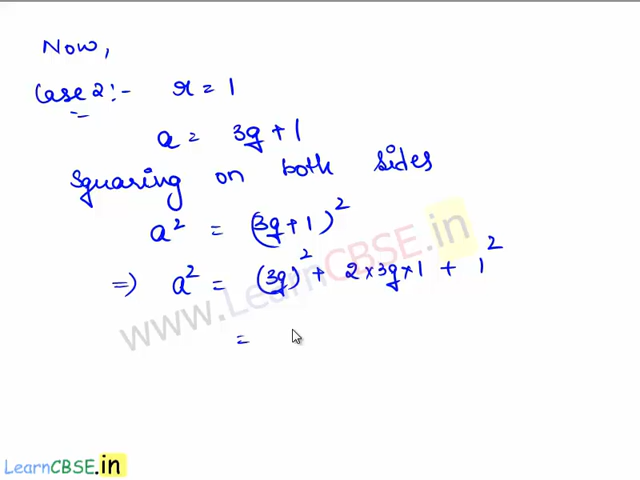 Now,
Case 2:- r = 1
a = 3q + 1
Squaring on both sides
a² = (3q + 1)²
⇒ a² = (3q)² + 2×3q×1 + 1²
=
www.LearnCBSE.in
LearnCBSE.in